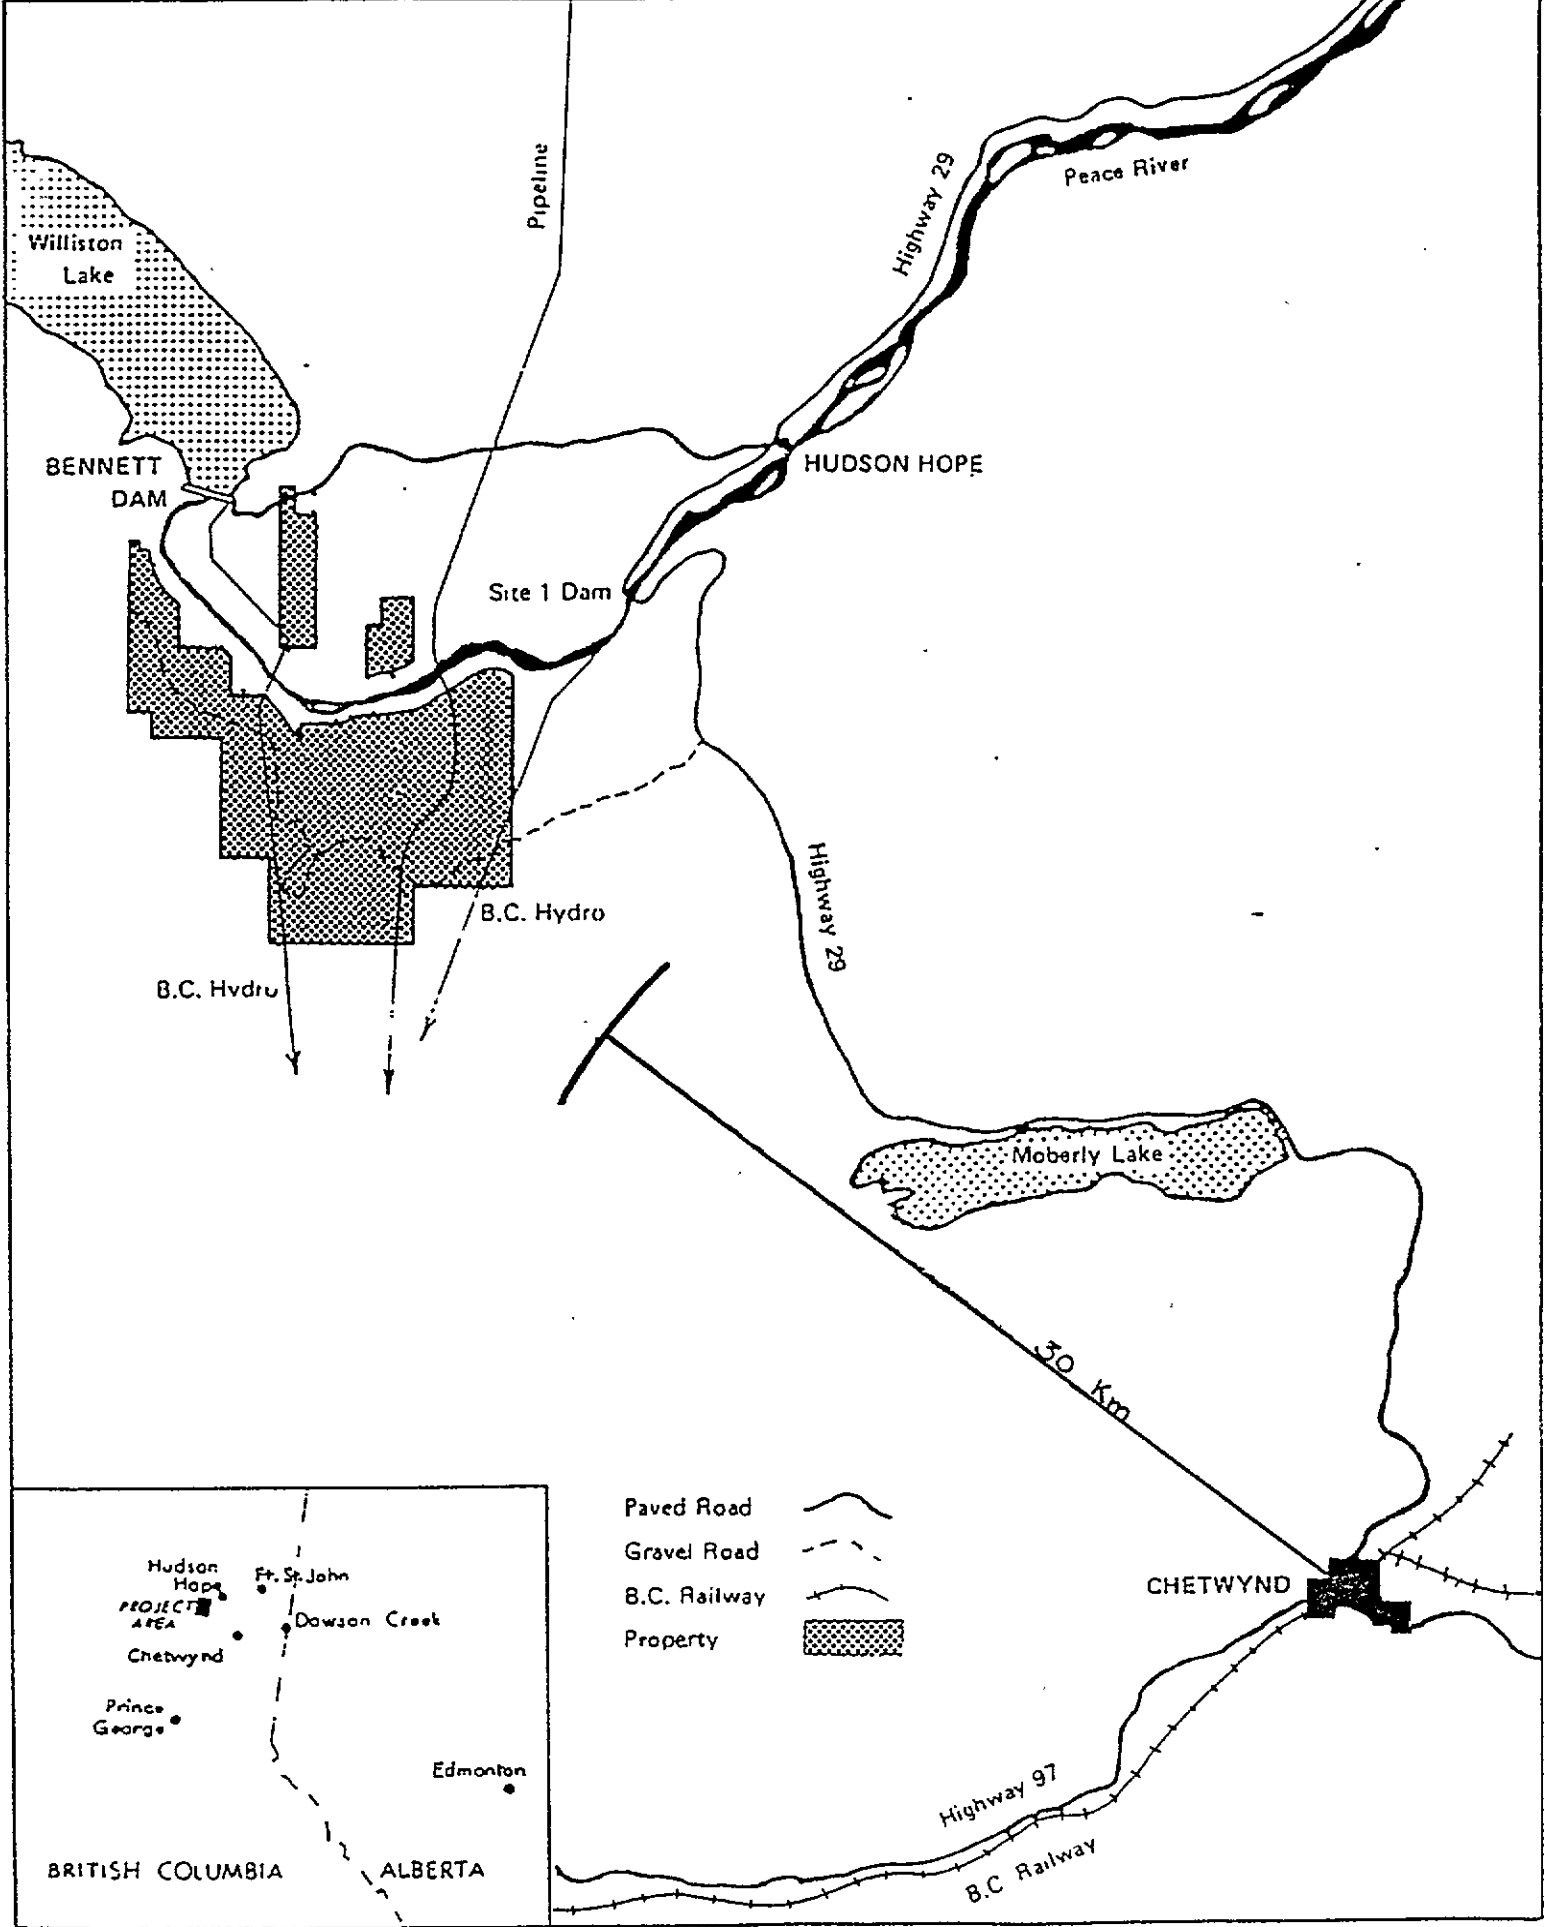 Pipeline
Peace River
Highway 29
Williston
Lake
BENNETT
DAM
HUDSON HOPE
Site 1 Dam
Highway 29
B.C. Hydro
B.C. Hydro
Moberly Lake
30 Km
CHETWYND
Paved Road
Gravel Road
B.C. Railway
Property
Hudson
Hope
Ft. St. John
PROJECT
AREA
Dawson Creek
Chetwynd
Prince
George
Edmonton
BRITISH COLUMBIA
ALBERTA
Highway 97
B.C Railway